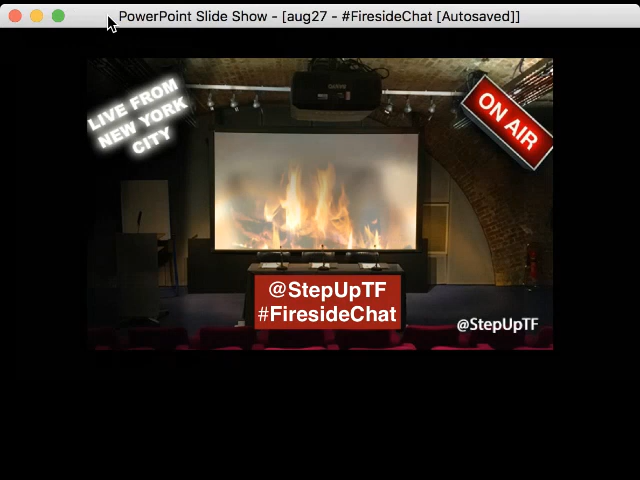 PowerPoint Slide Show - [aug27 - #FiresideChat [Autosaved]]
LIVE FROM
NEW YORK
CITY
ON AIR
@StepUpTF
#FiresideChat
@StepUpTF